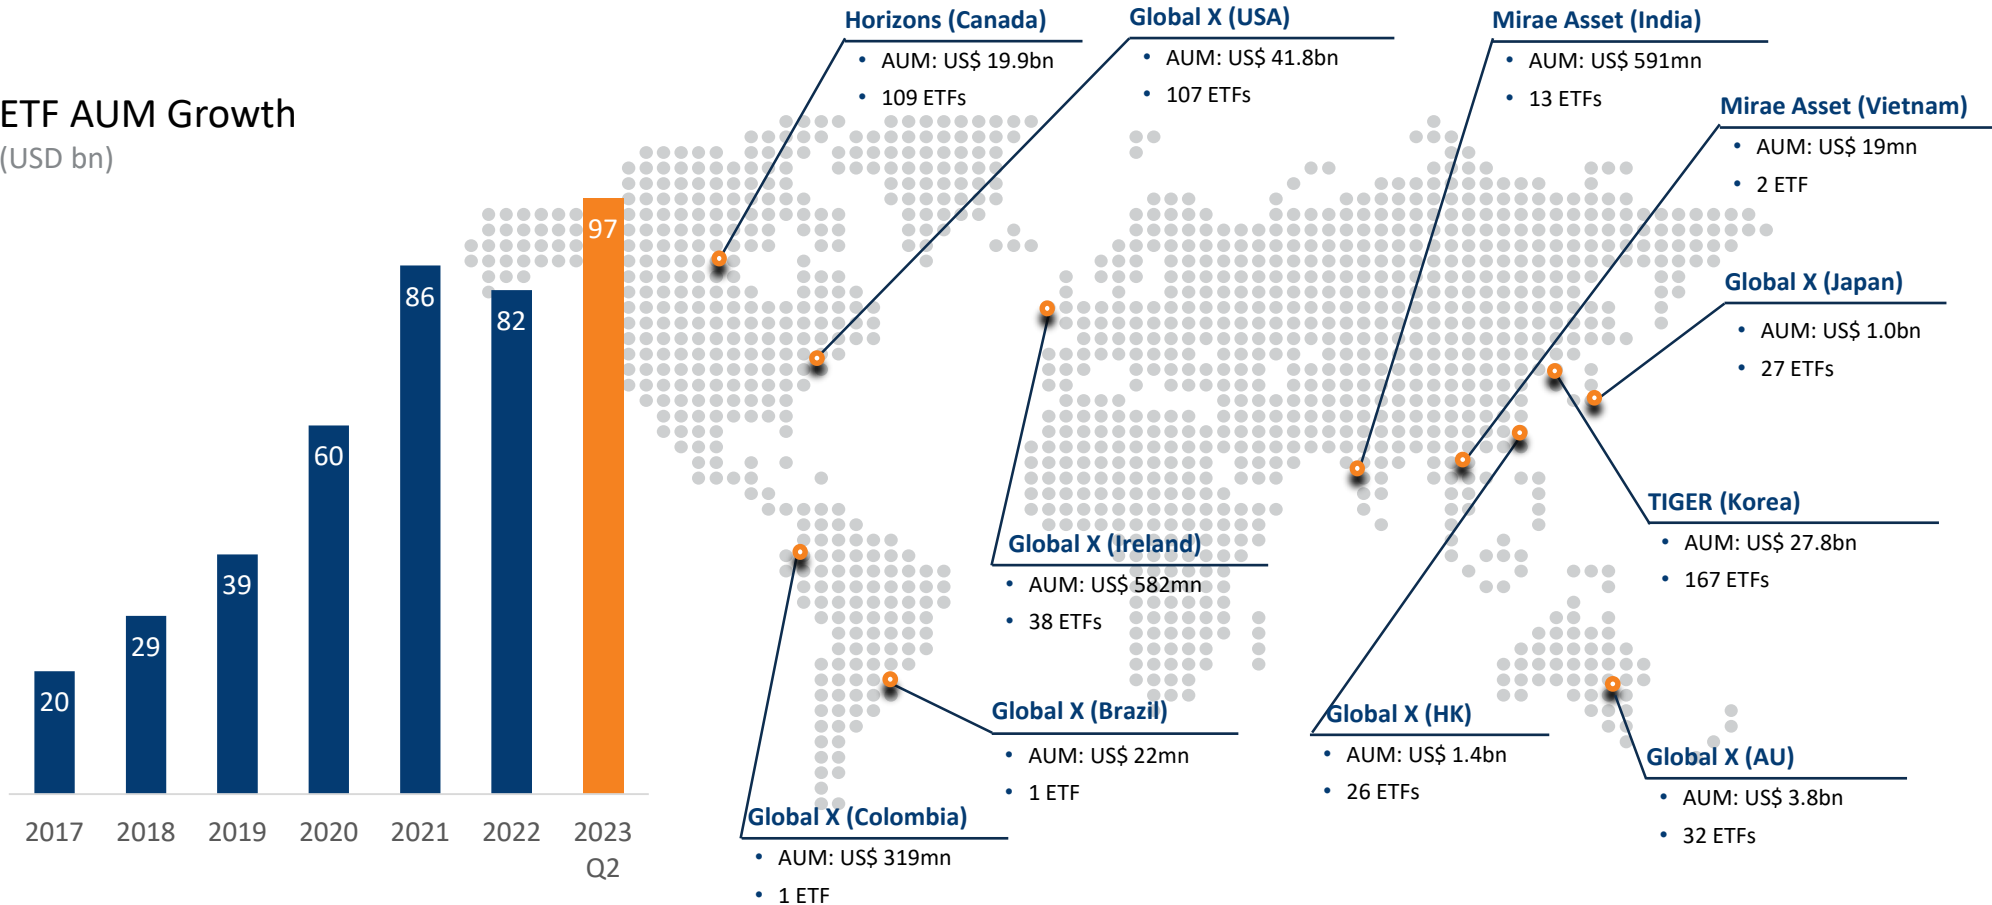 ETF AUM Growth
(USD bn)
20
29
39
60
86
82
97
2017
2018
2019
2020
2021
2022
2023
Q2
Horizons (Canada)
• AUM: US$ 19.9bn
• 109 ETFs
Global X (USA)
• AUM: US$ 41.8bn
• 107 ETFs
Mirae Asset (India)
• AUM: US$ 591mn
• 13 ETFs
Mirae Asset (Vietnam)
• AUM: US$ 19mn
• 2 ETF
Global X (Japan)
• AUM: US$ 1.0bn
• 27 ETFs
TIGER (Korea)
• AUM: US$ 27.8bn
• 167 ETFs
Global X (Ireland)
• AUM: US$ 582mn
• 38 ETFs
Global X (Brazil)
• AUM: US$ 22mn
• 1 ETF
Global X (HK)
• AUM: US$ 1.4bn
• 26 ETFs
Global X (AU)
• AUM: US$ 3.8bn
• 32 ETFs
Global X (Colombia)
• AUM: US$ 319mn
• 1 ETF